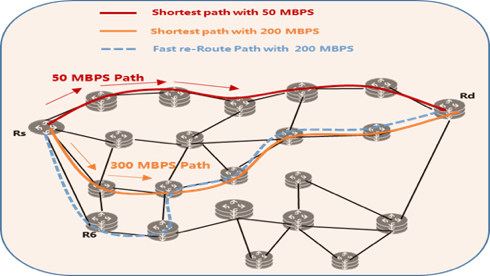 Shortest path with 50 MBPS
Shortest path with 200 MBPS
Fast re-Route Path with 200 MBPS
50 MBPS Path
Rd
Rs
300 MBPS Path
R6